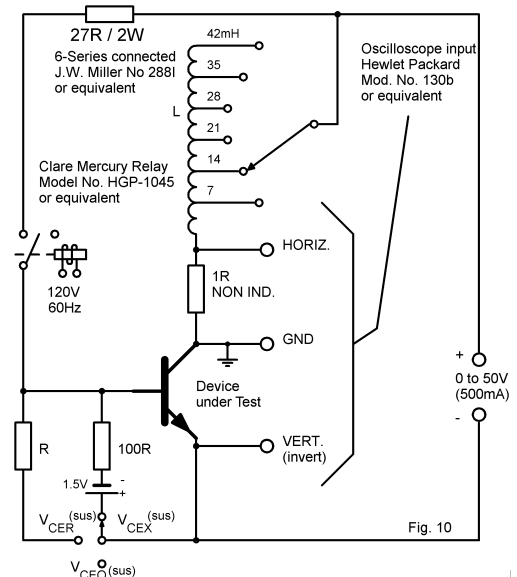 27R / 2W
6-Series connected
J.W. Miller No 288I
or equivalent
42mH
35
28
21
14
7
L
Oscilloscope input
Hewlet Packard
Mod. No. 130b
or equivalent
Clare Mercury Relay
Model No. HGP-1045
or equivalent
120V
60Hz
HORIZ.
1R
NON IND.
GND
Device
under Test
+
0 to 50V
(500mA)
-
R
100R
1.5V
-
+
VERT.
(invert)
VCER (sus)
VCEX (sus)
VCEO (sus)
Fig. 10